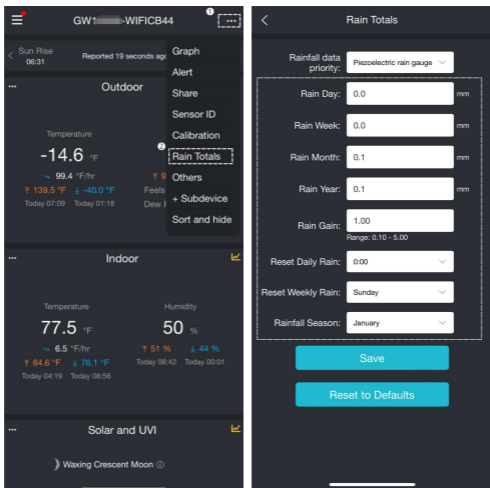 GW1 -WIFICB44
1
...
Sun Rise
06:31
Reported 19 seconds ago
Graph
Alert
Share
Sensor ID
Calibration
2
Rain Totals
Others
+ Subdevice
Sort and hide
Outdoor
Temperature
-14.6 °F
99.4 °F/hr
139.5 °F -40.0 °F
Today 07:09 Today 01:18
Feels
Dew
Indoor
Temperature
Humidity
77.5 °F
50 %
6.5 °F/hr
84.6 °F 76.1 °F
51 % 44 %
Today 04:19 Today 08:56
Today 08:42 Today 00:01
Solar and UVI
Waxing Crescent Moon
Rain Totals
Rainfall data
priority:
Piezoelectric rain gauge
Rain Day: 0.0 mm
Rain Week: 0.0 mm
Rain Month: 0.1 mm
Rain Year: 0.1 mm
Rain Gain: 1.00
Range: 0.10 - 5.00
Reset Daily Rain: 0:00
Reset Weekly Rain: Sunday
Rainfall Season: January
Save
Reset to Defaults